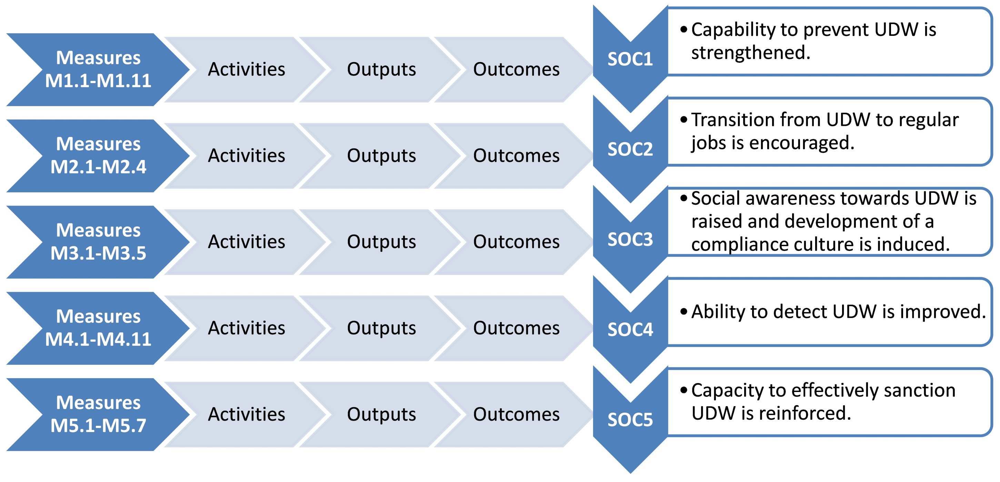 Measures
M1.1-M1.11
Activities
Outputs
Outcomes
SOC1
• Capability to prevent UDW is
strengthened.
Measures
M2.1-M2.4
Activities
Outputs
Outcomes
SOC2
• Transition from UDW to regular
jobs is encouraged.
Measures
M3.1-M3.5
Activities
Outputs
Outcomes
SOC3
• Social awareness towards UDW is
raised and development of a
compliance culture is induced.
Measures
M4.1-M4.11
Activities
Outputs
Outcomes
SOC4
• Ability to detect UDW is improved.
Measures
M5.1-M5.7
Activities
Outputs
Outcomes
SOC5
• Capacity to effectively sanction
UDW is reinforced.